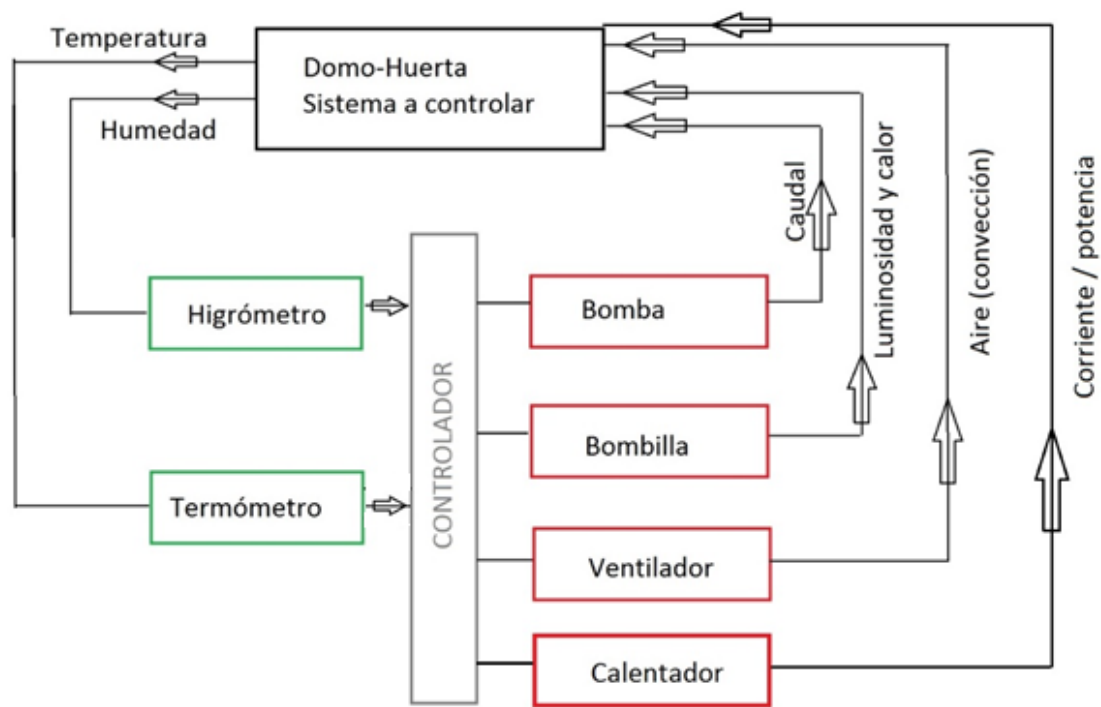 Temperatura
Humedad
Domo-Huerta
Sistema a controlar
Higrómetro
Termómetro
CONTROLADOR
Bomba
Bombilla
Ventilador
Calentador
Caudal
Luminosidad y calor
Aire (convección)
Corriente / potencia